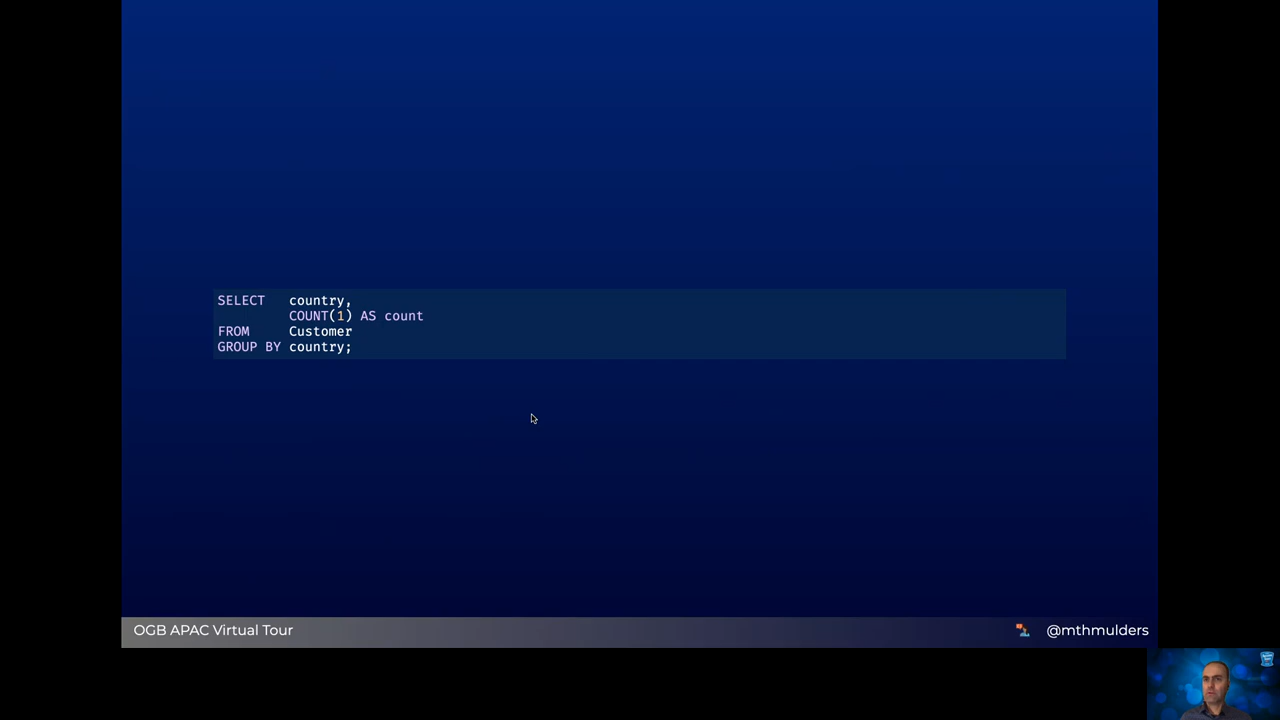 SELECT country,
COUNT(1) AS count
FROM Customer
GROUP BY country;
OGB APAC Virtual Tour
@mthmulders